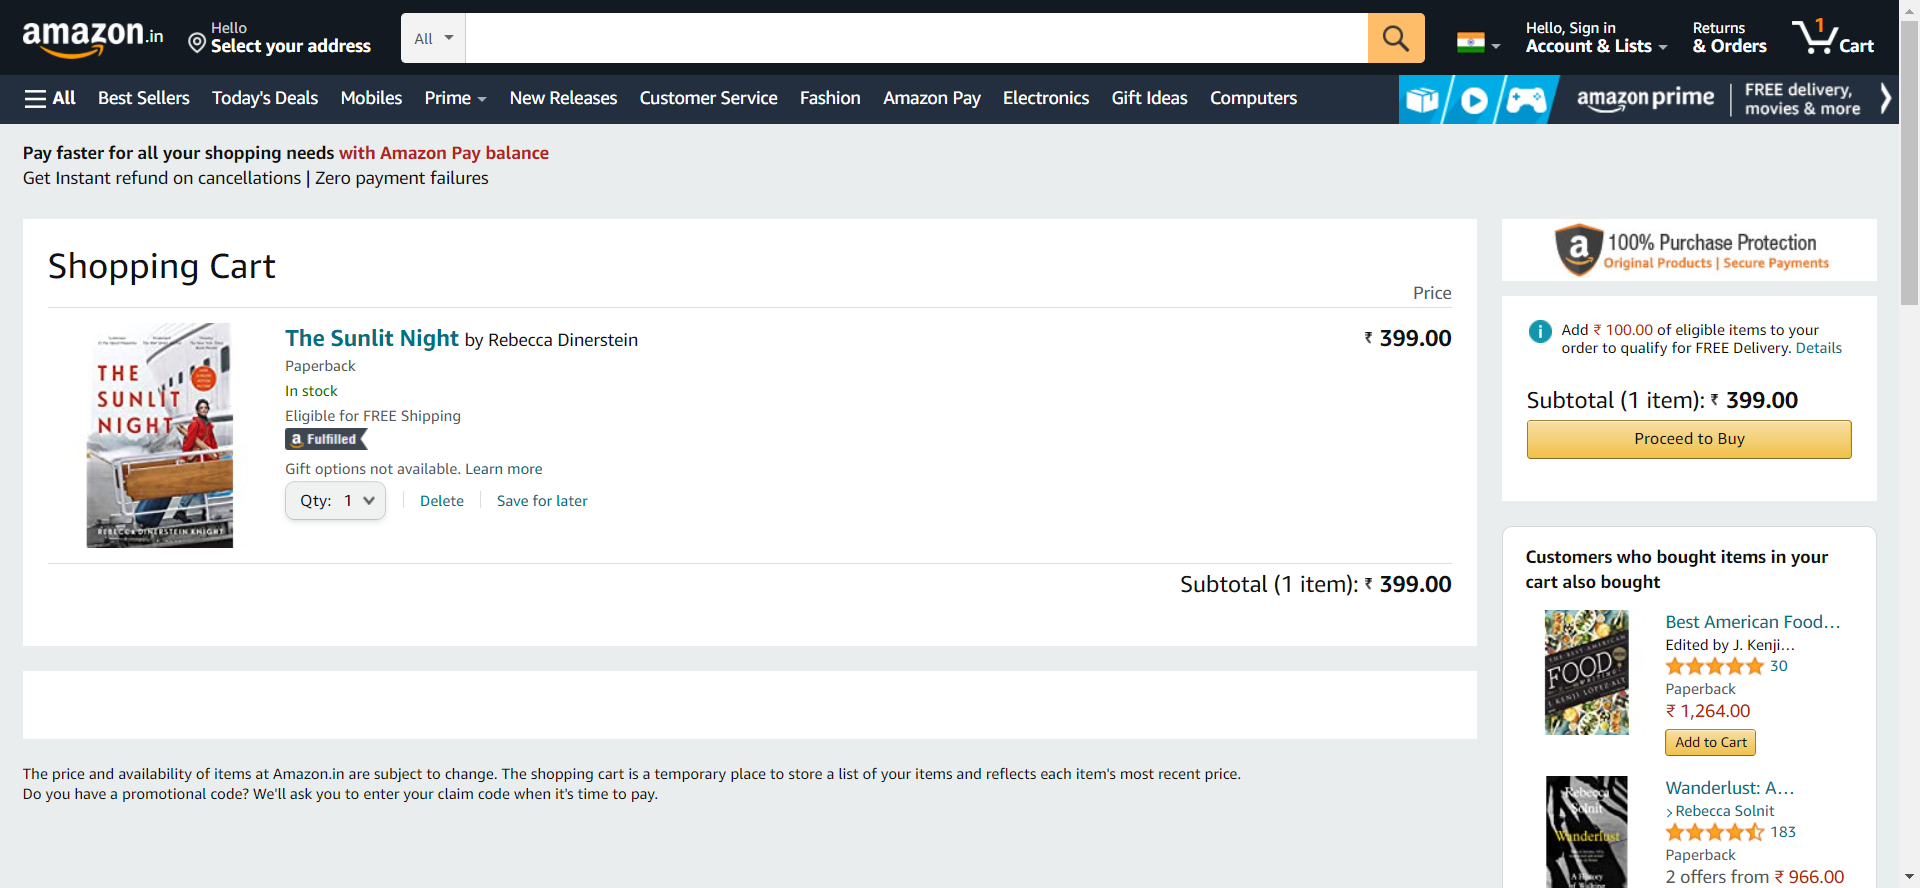 amazon.in
Hello
Select your address
All
Hello, Sign in
Account & Lists
Returns
& Orders
1
Cart
All
Best Sellers
Today's Deals
Mobiles
Prime
New Releases
Customer Service
Fashion
Amazon Pay
Electronics
Gift Ideas
Computers
amazon prime
FREE delivery,
movies & more
Pay faster for all your shopping needs with Amazon Pay balance
Get Instant refund on cancellations | Zero payment failures
Shopping Cart
Price
THE
SUNLIT
NIGHT
REBECCA DINERSTEIN KNIGHT
The Sunlit Night by Rebecca Dinerstein
₹ 399.00
Paperback
In stock
Eligible for FREE Shipping
a Fulfilled
Gift options not available. Learn more
Qty: 1
Delete
Save for later
Subtotal (1 item): ₹ 399.00
The price and availability of items at Amazon.in are subject to change. The shopping cart is a temporary place to store a list of your items and reflects each item's most recent price.
Do you have a promotional code? We'll ask you to enter your claim code when it's time to pay.
a
100% Purchase Protection
Original Products | Secure Payments
i
Add ₹ 100.00 of eligible items to your
order to qualify for FREE Delivery. Details
Subtotal (1 item): ₹ 399.00
Proceed to Buy
Customers who bought items in your
cart also bought
THE BEST AMERICAN
FOOD
WRITING
J. KENJI LÓPEZ-ALT
Best American Food…
Edited by J. Kenji…
30
Paperback
₹ 1,264.00
Add to Cart
Rebecca
Solnit
Wanderlust
A History
of Walking
Wanderlust: A…
› Rebecca Solnit
183
Paperback
2 offers from ₹ 966.00